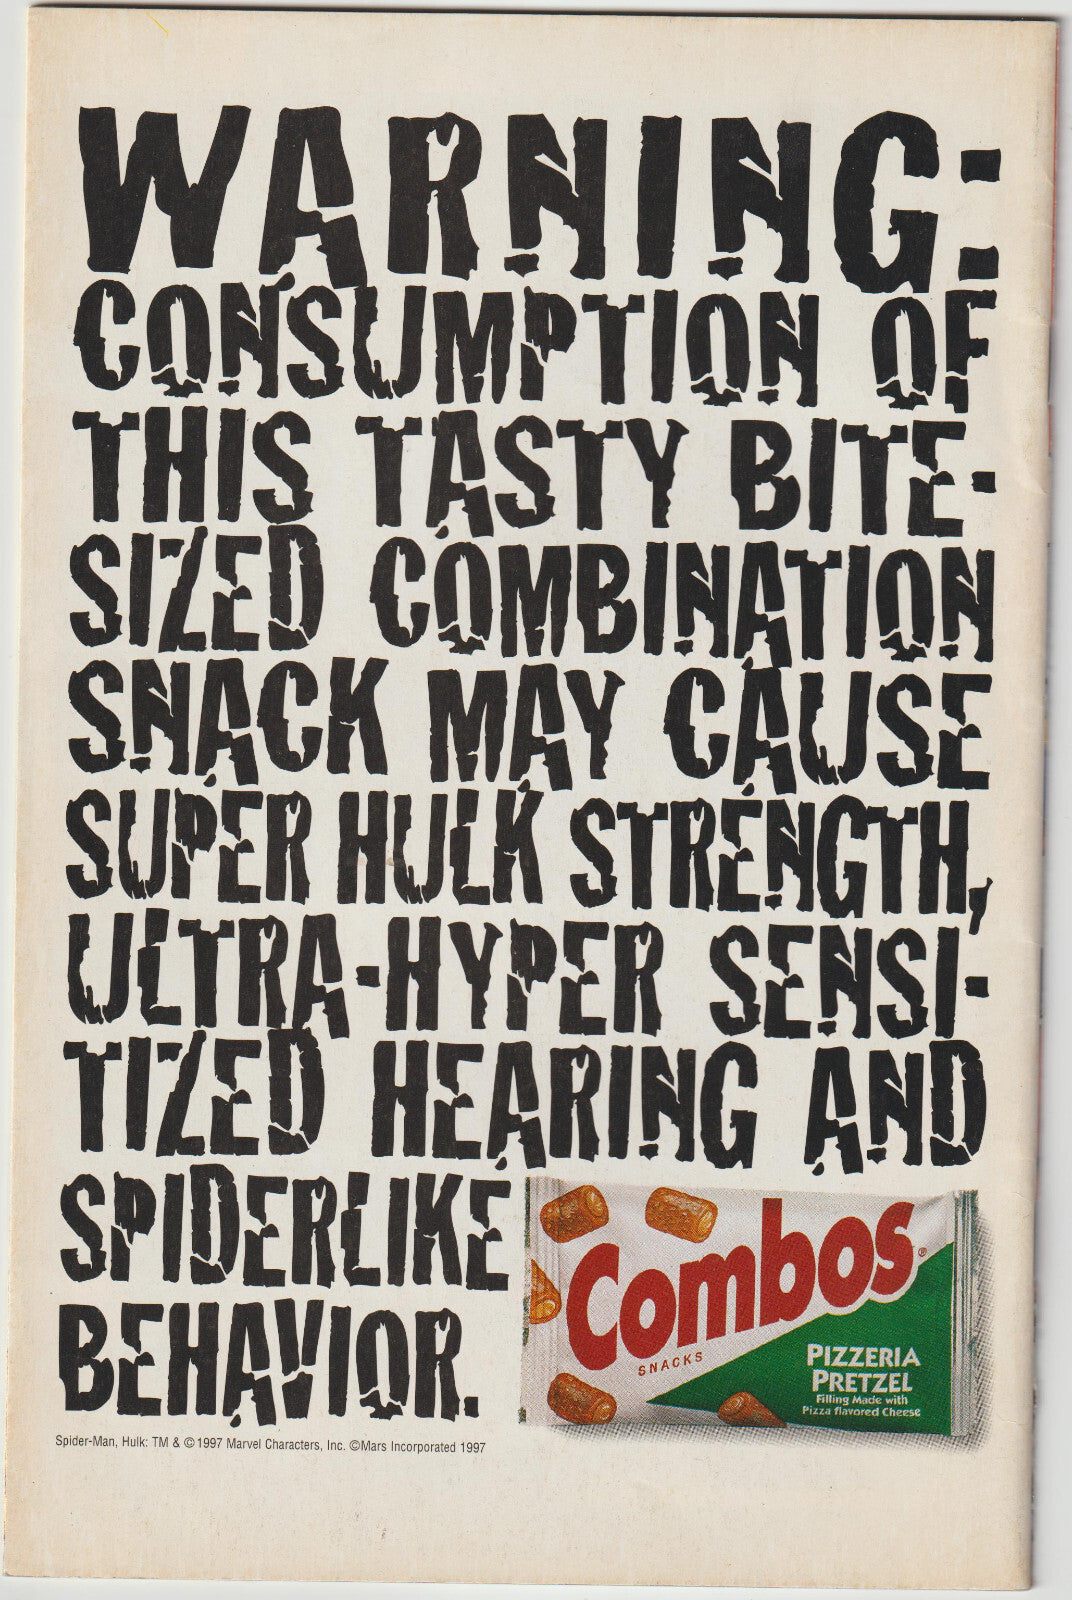 WARNING:
CONSUMPTION OF
THIS TASTY BITE-
SIZED COMBINATION
SNACK MAY CAUSE
SUPER HULK STRENGTH,
ULTRA-HYPER SENSI-
TIZED HEARING AND
SPIDERLIKE
BEHAVIOR.
Combos®
SNACKS
PIZZERIA
PRETZEL
Filling Made with
Pizza flavored Cheese
Spider-Man, Hulk: TM & © 1997 Marvel Characters, Inc. ©Mars Incorporated 1997